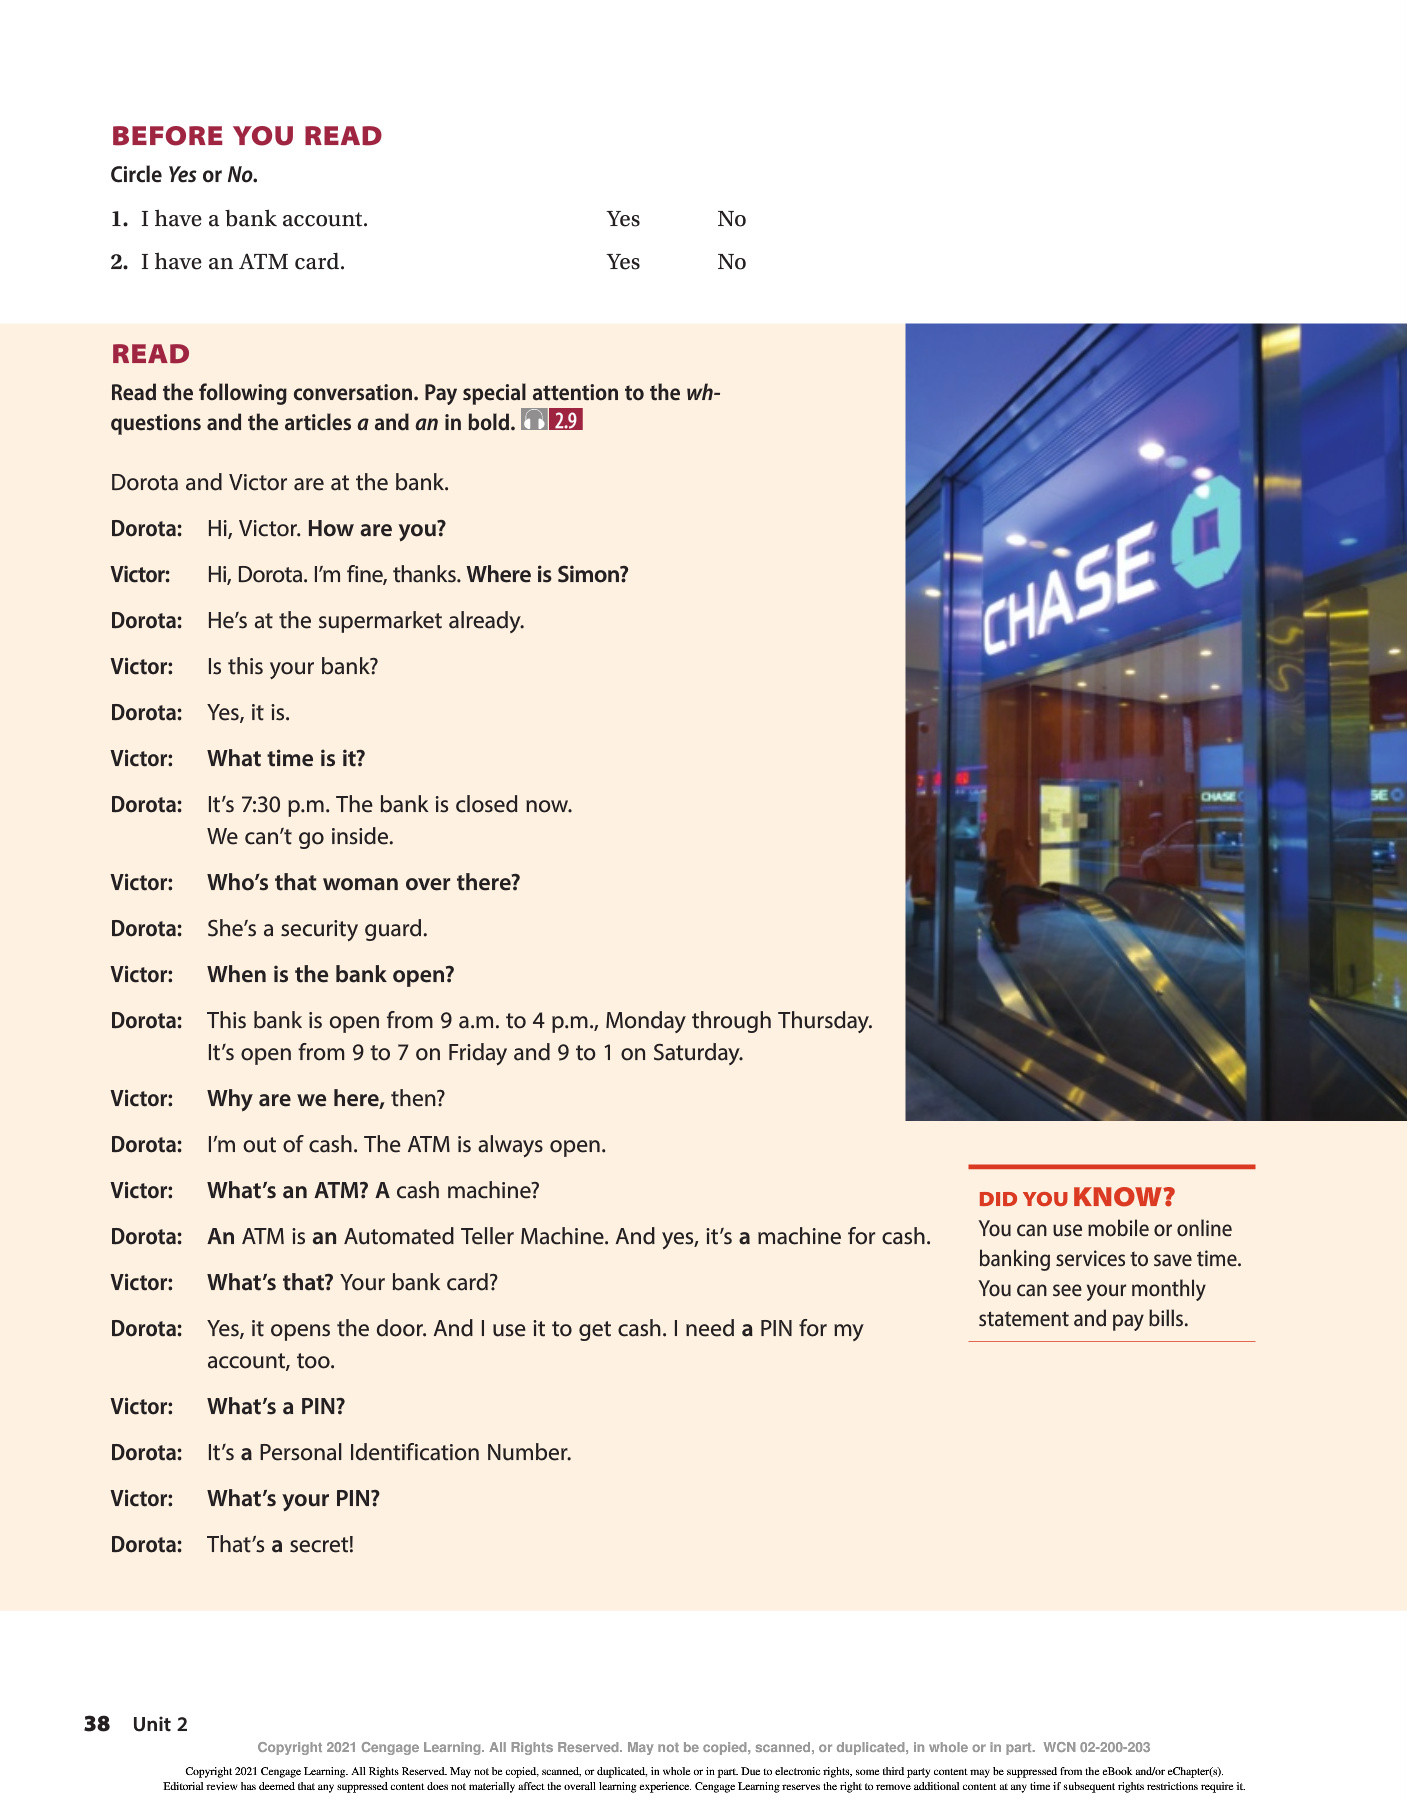 BEFORE YOU READ
Circle Yes or No.
1. I have a bank account. Yes No
2. I have an ATM card. Yes No
READ
Read the following conversation. Pay special attention to the wh-
questions and the articles a and an in bold. 2.9
Dorota and Victor are at the bank.
Dorota: Hi, Victor. How are you?
Victor: Hi, Dorota. I'm fine, thanks. Where is Simon?
Dorota: He's at the supermarket already.
Victor: Is this your bank?
Dorota: Yes, it is.
Victor: What time is it?
Dorota: It's 7:30 p.m. The bank is closed now.
We can't go inside.
Victor: Who's that woman over there?
Dorota: She's a security guard.
Victor: When is the bank open?
Dorota: This bank is open from 9 a.m. to 4 p.m., Monday through Thursday.
It's open from 9 to 7 on Friday and 9 to 1 on Saturday.
Victor: Why are we here, then?
Dorota: I'm out of cash. The ATM is always open.
Victor: What's an ATM? A cash machine?
Dorota: An ATM is an Automated Teller Machine. And yes, it's a machine for cash.
Victor: What's that? Your bank card?
Dorota: Yes, it opens the door. And I use it to get cash. I need a PIN for my
account, too.
Victor: What's a PIN?
Dorota: It's a Personal Identification Number.
Victor: What's your PIN?
Dorota: That's a secret!
CHASE
CHASE
SE
DID YOU KNOW?
You can use mobile or online
banking services to save time.
You can see your monthly
statement and pay bills.
38 Unit 2
Copyright 2021 Cengage Learning. All Rights Reserved. May not be copied, scanned, or duplicated, in whole or in part. WCN 02-200-203
Copyright 2021 Cengage Learning. All Rights Reserved. May not be copied, scanned, or duplicated, in whole or in part. Due to electronic rights, some third party content may be suppressed from the eBook and/or eChapter(s).
Editorial review has deemed that any suppressed content does not materially affect the overall learning experience. Cengage Learning reserves the right to remove additional content at any time if subsequent rights restrictions require it.